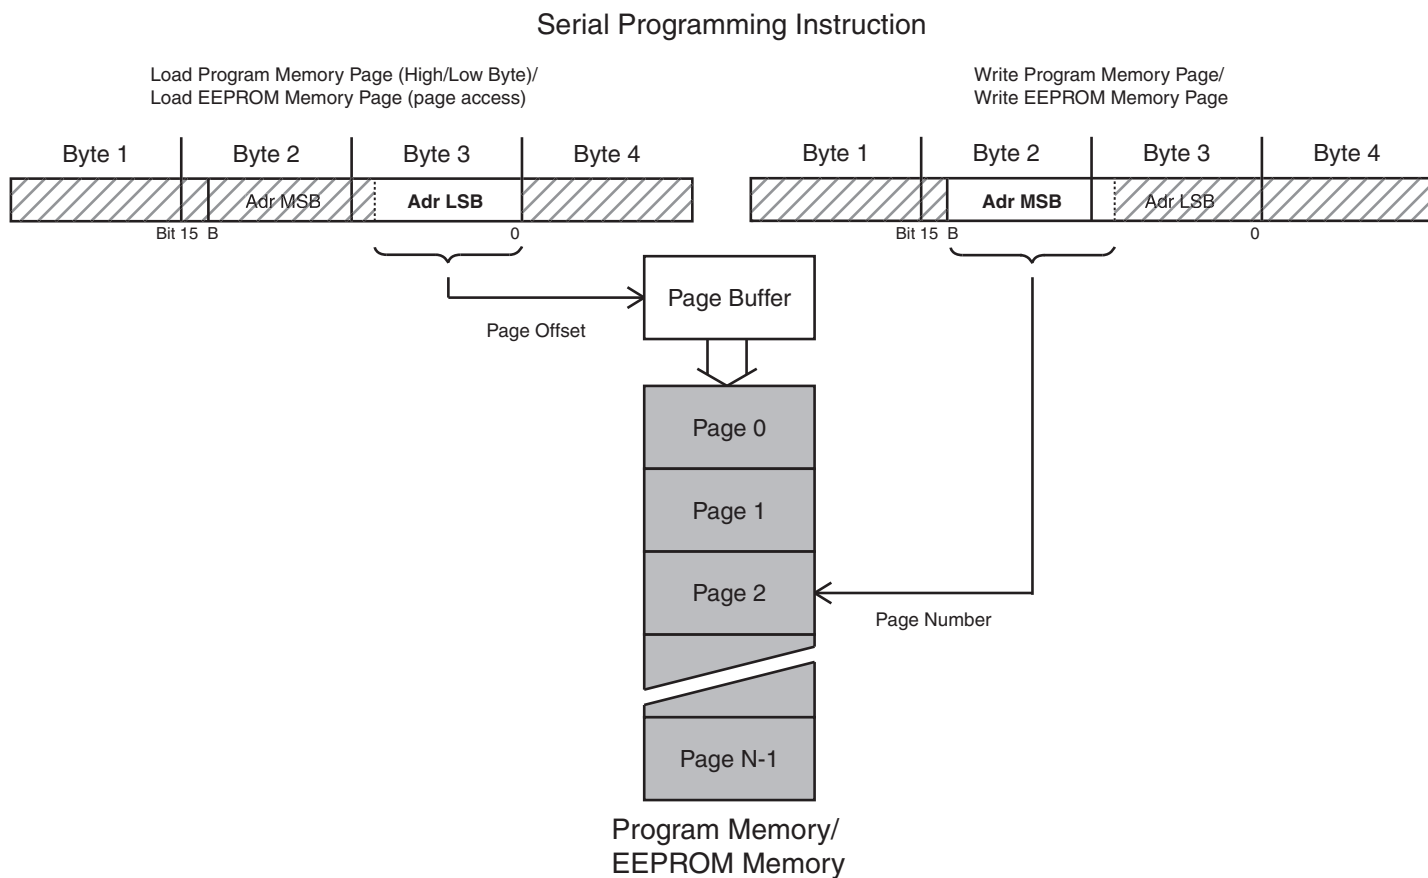 Serial Programming Instruction
Load Program Memory Page (High/Low Byte)/
Load EEPROM Memory Page (page access)
Write Program Memory Page/
Write EEPROM Memory Page
Byte 1 Byte 2 Byte 3 Byte 4
Byte 1 Byte 2 Byte 3 Byte 4
Adr MSB Adr LSB
Adr MSB Adr LSB
Bit 15 B 0
Bit 15 B 0
Page Buffer
Page Offset
Page 0
Page 1
Page 2
Page Number
Page N-1
Program Memory/
EEPROM Memory